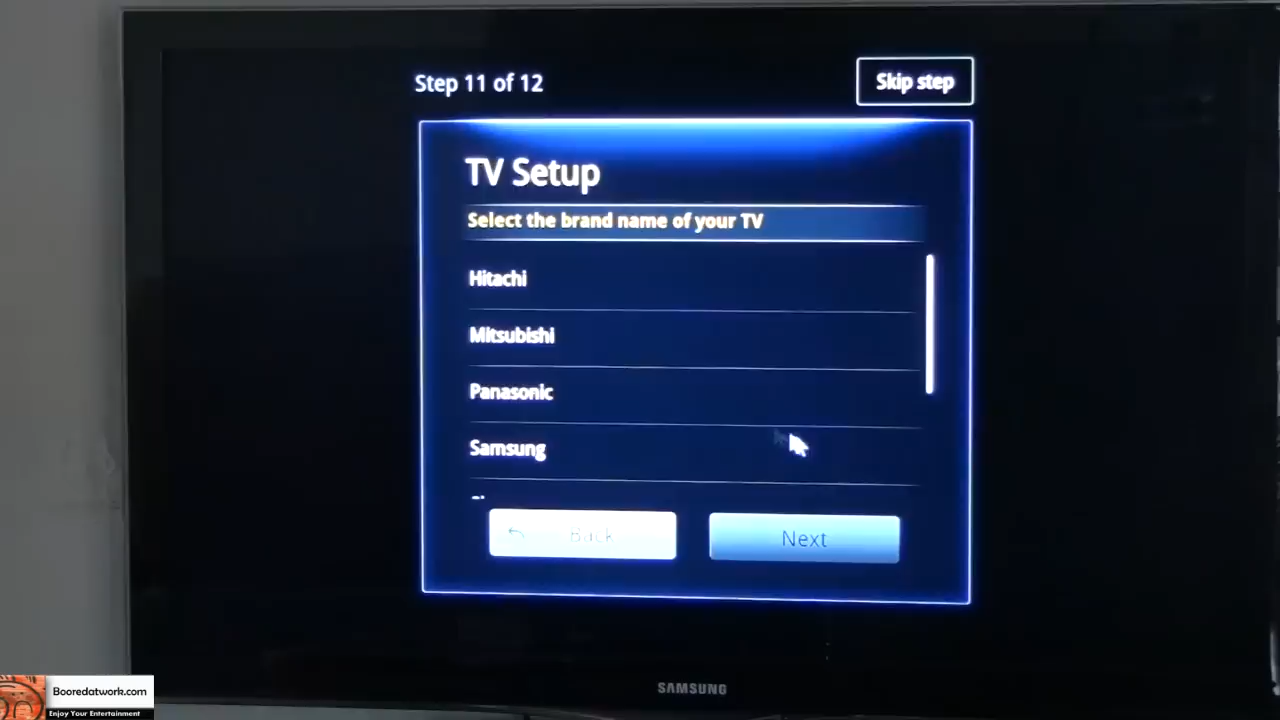 Step 11 of 12
Skip step
TV Setup
Select the brand name of your TV
Hitachi
Mitsubishi
Panasonic
Samsung
Back
Next
SAMSUNG
Booredatwork.com
Enjoy Your Entertainment